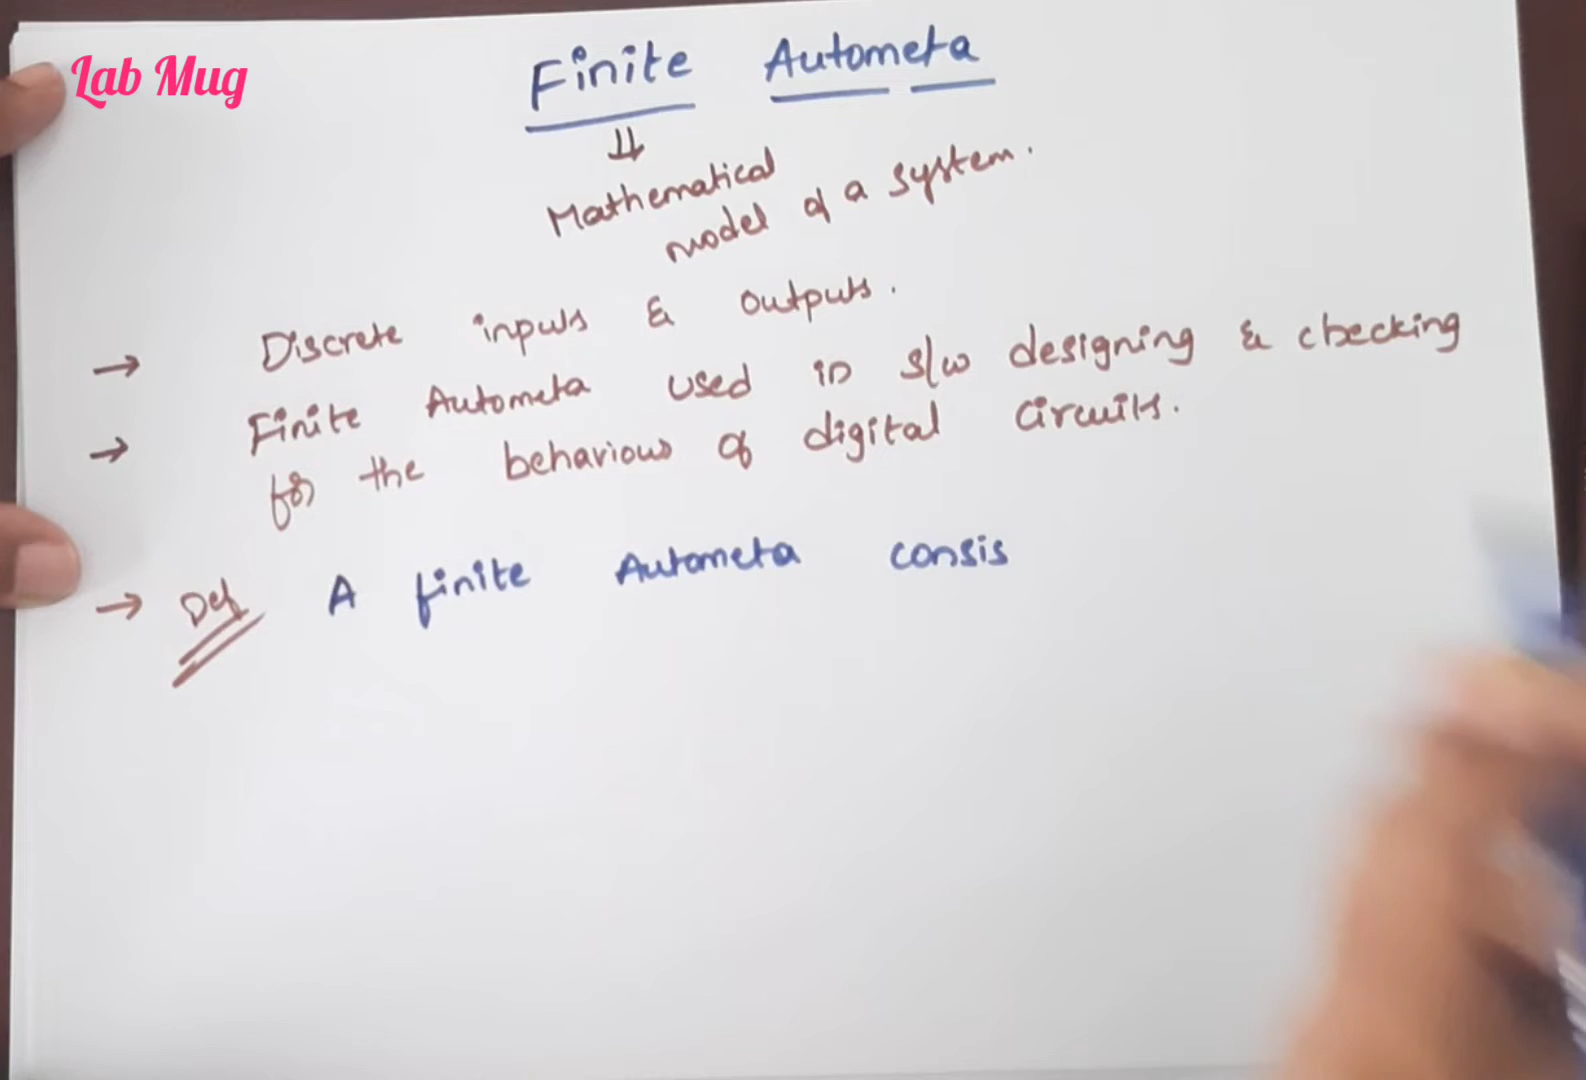 Lab Mug
Finite Autometa
⇓
Mathematical
model of a system.
→ Discrete inputs & outputs.
→ Finite Autometa used in s/w designing & checking
for the behaviour of digital circuits.
→ Def A finite Autometa consis